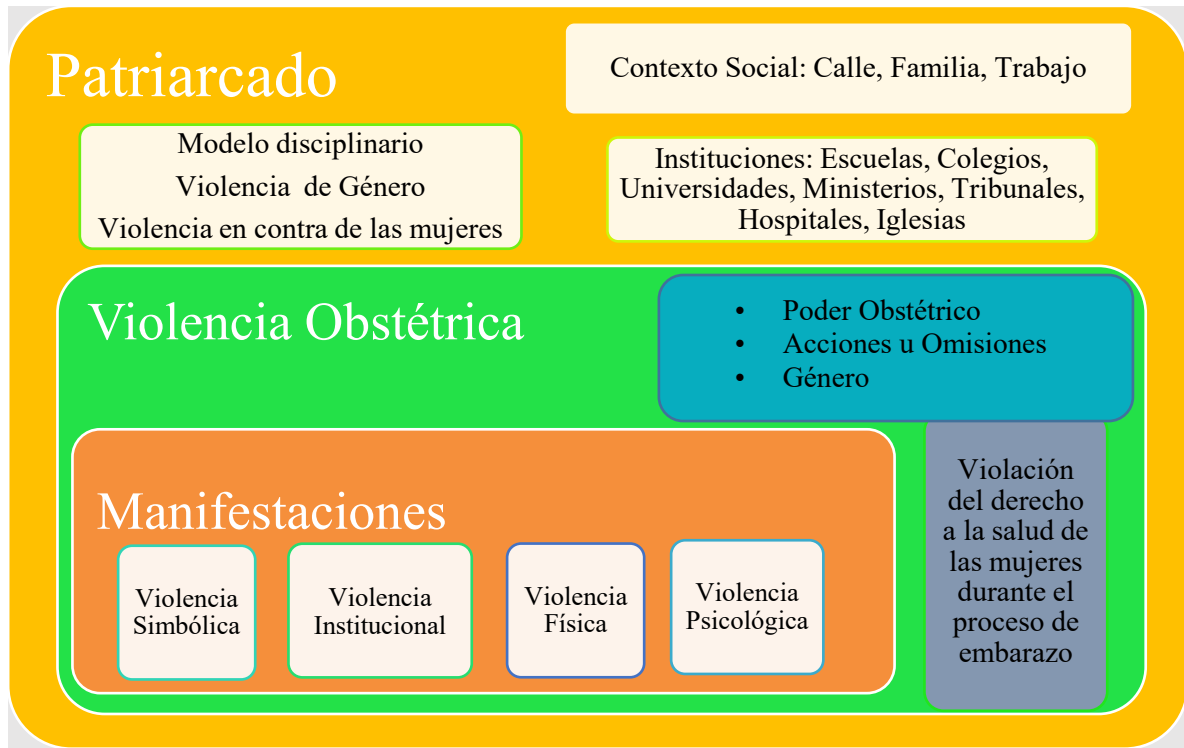 Patriarcado
Contexto Social: Calle, Familia, Trabajo
Modelo disciplinario
Violencia de Género
Violencia en contra de las mujeres
Instituciones: Escuelas, Colegios,
Universidades, Ministerios, Tribunales,
Hospitales, Iglesias
Violencia Obstétrica
• Poder Obstétrico
• Acciones u Omisiones
• Género
Manifestaciones
Violencia
Simbólica
Violencia
Institucional
Violencia
Física
Violencia
Psicológica
Violación
del derecho
a la salud de
las mujeres
durante el
proceso de
embarazo